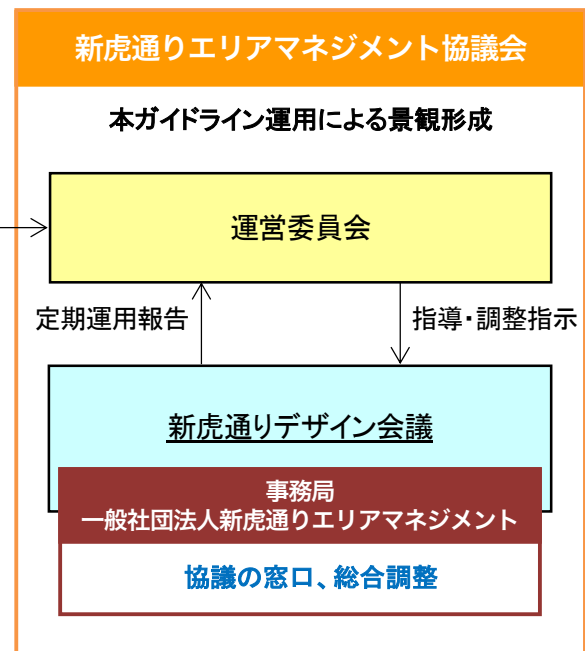 新虎通りエリアマネジメント協議会
本ガイドライン運用による景観形成
運営委員会
定期運用報告
指導・調整指示
新虎通りデザイン会議
事務局
一般社団法人新虎通りエリアマネジメント
協議の窓口、総合調整